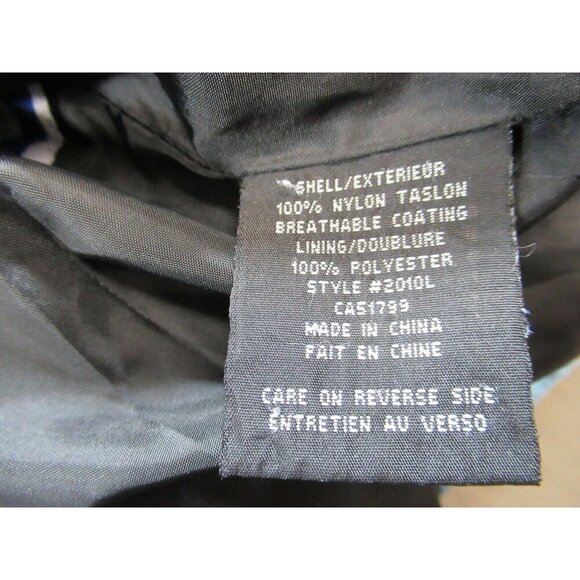 SHELL/EXTERIEUR
100% NYLON TASLON
BREATHABLE COATING
LINING/DOUBLURE
100% POLYESTER
STYLE #2010L
CA51799
MADE IN CHINA
FAIT EN CHINE
CARE ON REVERSE SIDE
ENTRETIEN AU VERSO